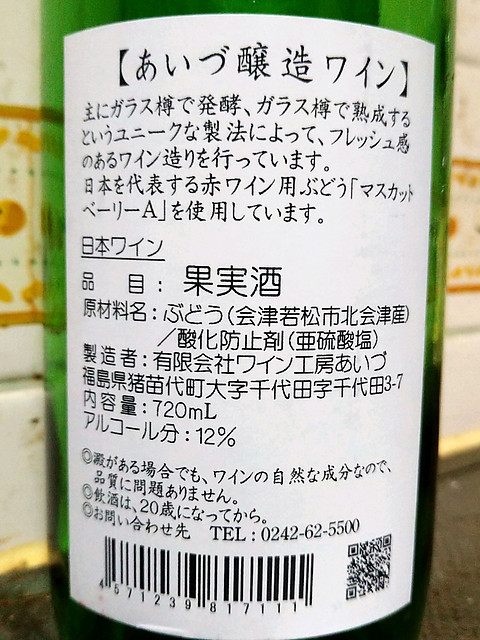 【あいづ醸造ワイン】
主にガラス樽で発酵、ガラス樽で熟成する
というユニークな製法によって、フレッシュ感
のあるワイン造りを行っています。
日本を代表する赤ワイン用ぶどう「マスカット
ベーリーA」を使用しています。
日本ワイン
品　目：果実酒
原材料名：ぶどう(会津若松市北会津産)
／酸化防止剤(亜硫酸塩)
製造者：有限会社ワイン工房あいづ
福島県猪苗代町大字千代田字千代田3-7
内容量：720mL
アルコール分：12%
◎澱がある場合でも、ワインの自然な成分なので、
品質に問題ありません。
◎飲酒は、20歳になってから。
◎お問い合わせ先　TEL：0242-62-5500
4571239817111